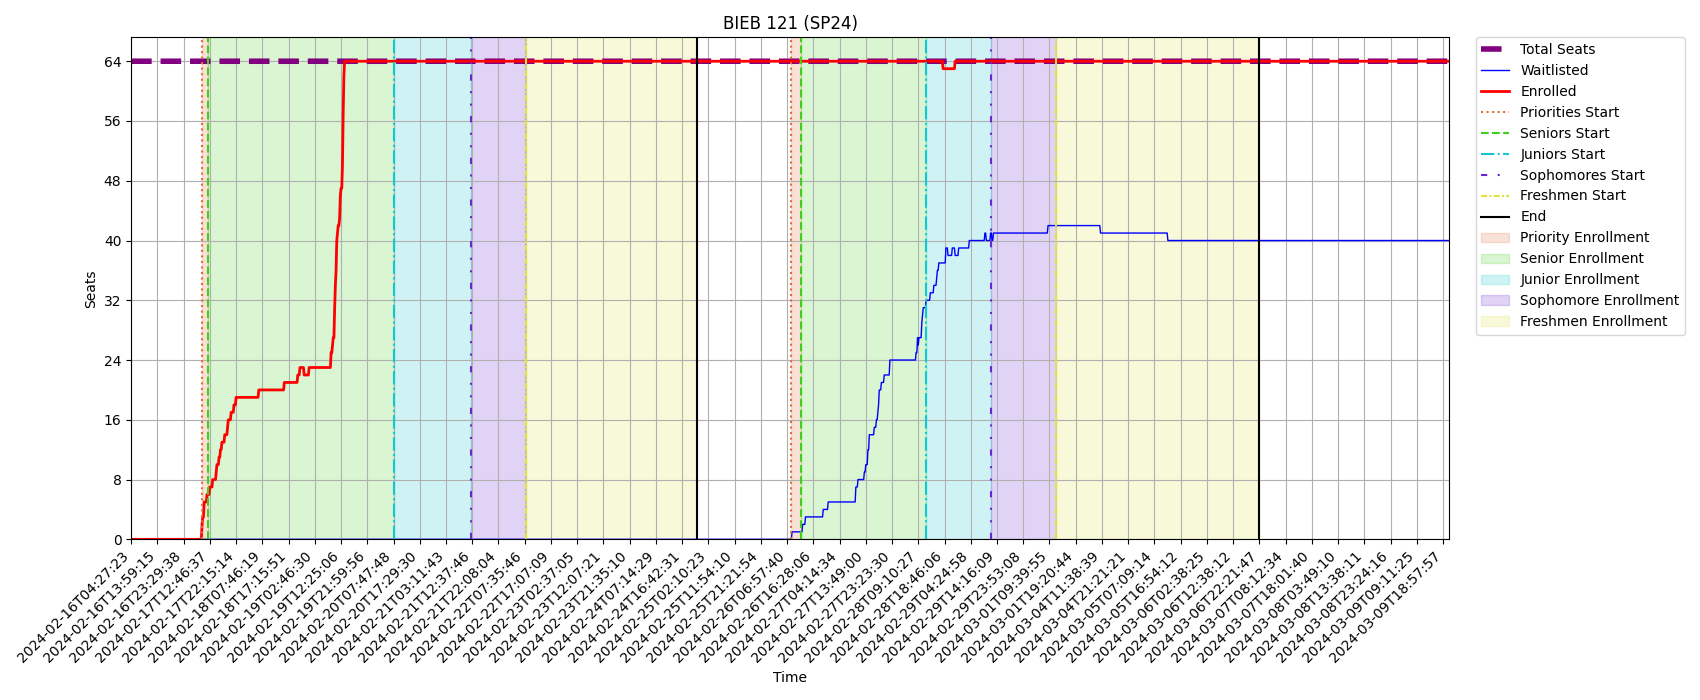 BIEB 121 (SP24)
Total Seats
Waitlisted
Enrolled
Priorities Start
Seniors Start
Juniors Start
Sophomores Start
Freshmen Start
End
Priority Enrollment
Senior Enrollment
Junior Enrollment
Sophomore Enrollment
Freshmen Enrollment
Seats
64
56
48
40
32
24
16
8
0
2024-02-16T04:27:23
2024-02-16T13:59:15
2024-02-16T23:29:38
2024-02-17T12:46:37
2024-02-17T22:15:14
2024-02-18T07:46:19
2024-02-18T17:15:51
2024-02-19T02:46:30
2024-02-19T12:25:06
2024-02-19T21:59:56
2024-02-20T07:47:48
2024-02-20T17:29:30
2024-02-21T03:11:43
2024-02-21T12:37:46
2024-02-21T22:08:04
2024-02-22T07:35:46
2024-02-22T17:07:09
2024-02-23T02:37:05
2024-02-23T12:07:21
2024-02-23T21:35:10
2024-02-24T07:14:29
2024-02-24T16:42:31
2024-02-25T02:10:23
2024-02-25T11:54:10
2024-02-25T21:21:54
2024-02-26T06:57:40
2024-02-26T16:28:06
2024-02-27T04:14:34
2024-02-27T13:49:00
2024-02-27T23:23:30
2024-02-28T09:10:27
2024-02-28T18:46:06
2024-02-29T04:24:58
2024-02-29T14:16:09
2024-02-29T23:53:08
2024-03-01T09:39:55
2024-03-01T19:20:44
2024-03-04T11:38:39
2024-03-04T21:21:21
2024-03-05T07:09:14
2024-03-05T16:54:12
2024-03-06T02:38:25
2024-03-06T12:38:12
2024-03-06T22:21:47
2024-03-07T08:12:34
2024-03-07T18:01:40
2024-03-08T03:49:10
2024-03-08T13:38:11
2024-03-08T23:24:16
2024-03-09T09:11:25
2024-03-09T18:57:57
Time